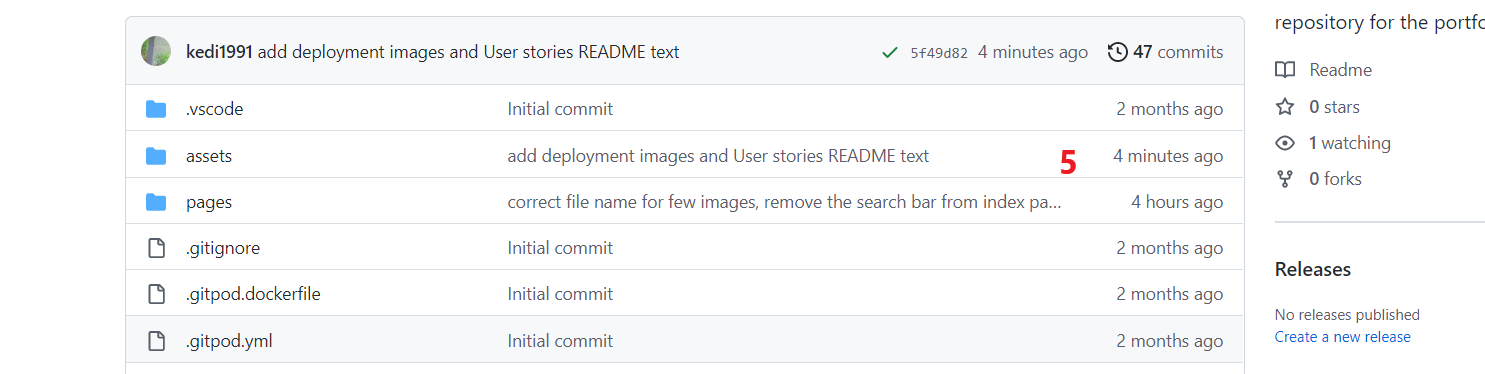 kedi1991 add deployment images and User stories README text 5f49d82 4 minutes ago 47 commits
.vscode Initial commit 2 months ago
assets add deployment images and User stories README text 4 minutes ago
5
pages correct file name for few images, remove the search bar from index pa... 4 hours ago
.gitignore Initial commit 2 months ago
.gitpod.dockerfile Initial commit 2 months ago
.gitpod.yml Initial commit 2 months ago
repository for the
Readme
0 stars
1 watching
0 forks
Releases
No releases published
Create a new release